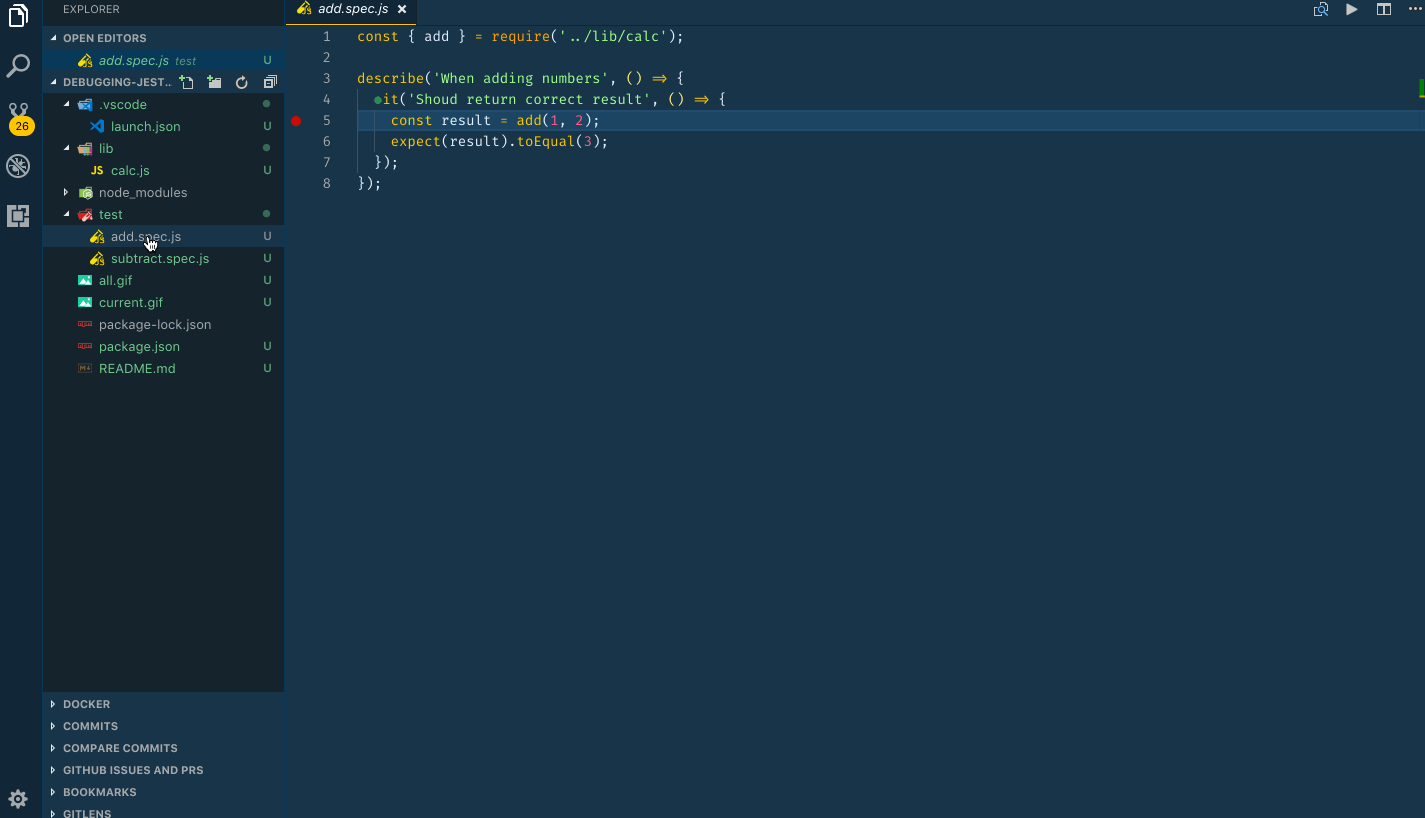 EXPLORER
OPEN EDITORS
add.spec.js test U
DEBUGGING-JEST..
.vscode
launch.json U
lib
JS calc.js U
node_modules
test
add.spec.js U
subtract.spec.js U
all.gif U
current.gif U
package-lock.json
package.json U
README.md U
DOCKER
COMMITS
COMPARE COMMITS
GITHUB ISSUES AND PRS
BOOKMARKS
GITLENS
26
add.spec.js
1 const { add } = require('../lib/calc');
2
3 describe('When adding numbers', () => {
4 it('Shoud return correct result', () => {
5 const result = add(1, 2);
6 expect(result).toEqual(3);
7 });
8 });